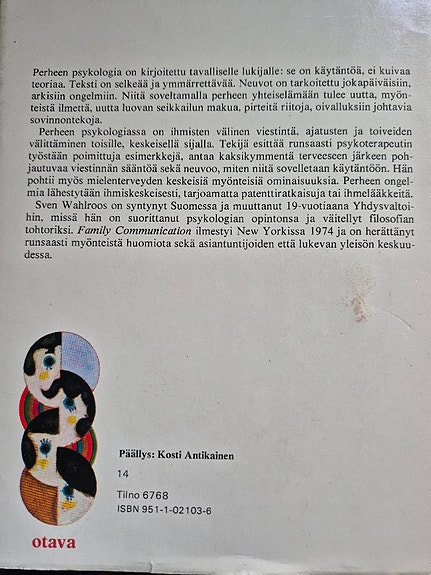 Perheen psykologia on kirjoitettu tavalliselle lukijalle: se on käytäntöä, ei kuivaa
teoriaa. Teksti on selkeää ja ymmärrettävää. Neuvot on tarkoitettu jokapäiväisiin,
arkisiin ongelmiin. Niitä soveltamalla perheen yhteiselämään tulee uutta, myön-
teistä ilmettä, uutta luovan seikkailun makua, pirteitä riitoja, oivalluksiin johtavia
sovinnontekoja.
Perheen psykologiassa on ihmisten välinen viestintä, ajatusten ja toiveiden
välittäminen toisille, keskeisellä sijalla. Tekijä esittää runsaasti psykoterapeutin
työstään poimittuja esimerkkejä, antaa kaksikymmentä terveeseen järkeen poh-
jautuvaa viestinnän sääntöä sekä neuvoo, miten niitä sovelletaan käytäntöön. Hän
pohtii myös mielenterveyden keskeisiä myönteisiä ominaisuuksia. Perheen ongel-
mia lähestytään ihmiskeskeisesti, tarjoamatta patenttiratkaisuja tai ihmelääkkeitä.
Sven Wahlroos on syntynyt Suomessa ja muuttanut 19-vuotiaana Yhdysvaltoi-
hin, missä hän on suorittanut psykologian opintonsa ja väitellyt filosofian
tohtoriksi. Family Communication ilmestyi New Yorkissa 1974 ja on herättänyt
runsaasti myönteistä huomiota sekä asiantuntijoiden että lukevan yleisön keskuu-
dessa.
Päällys: Kosti Antikainen
14
Tilno 6768
ISBN 951-1-02103-6
otava